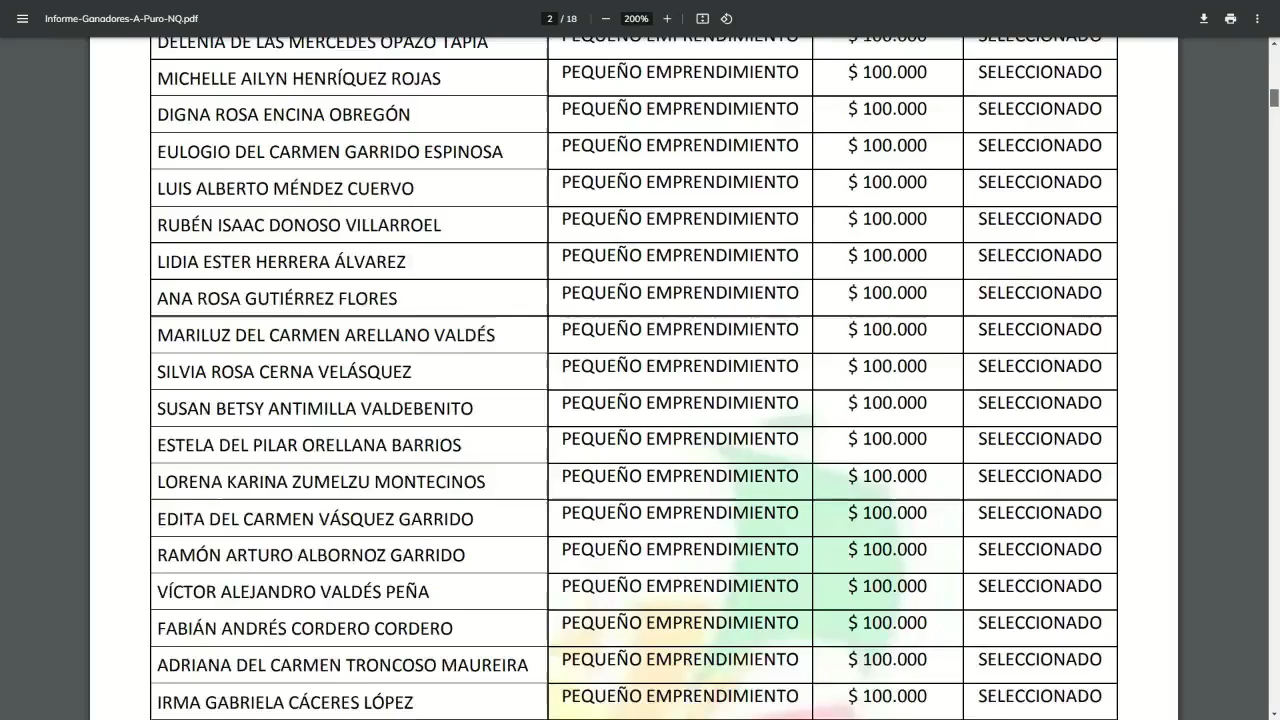 Informe-Ganadores-A-Puro-NQ.pdf 2 / 18 200%
DELENIA DE LAS MERCEDES OPAZO TAPIA PEQUEÑO EMPRENDIMIENTO $ 100.000 SELECCIONADO
MICHELLE AILYN HENRÍQUEZ ROJAS PEQUEÑO EMPRENDIMIENTO $ 100.000 SELECCIONADO
DIGNA ROSA ENCINA OBREGÓN PEQUEÑO EMPRENDIMIENTO $ 100.000 SELECCIONADO
EULOGIO DEL CARMEN GARRIDO ESPINOSA PEQUEÑO EMPRENDIMIENTO $ 100.000 SELECCIONADO
LUIS ALBERTO MÉNDEZ CUERVO PEQUEÑO EMPRENDIMIENTO $ 100.000 SELECCIONADO
RUBÉN ISAAC DONOSO VILLARROEL PEQUEÑO EMPRENDIMIENTO $ 100.000 SELECCIONADO
LIDIA ESTER HERRERA ÁLVAREZ PEQUEÑO EMPRENDIMIENTO $ 100.000 SELECCIONADO
ANA ROSA GUTIÉRREZ FLORES PEQUEÑO EMPRENDIMIENTO $ 100.000 SELECCIONADO
MARILUZ DEL CARMEN ARELLANO VALDÉS PEQUEÑO EMPRENDIMIENTO $ 100.000 SELECCIONADO
SILVIA ROSA CERNA VELÁSQUEZ PEQUEÑO EMPRENDIMIENTO $ 100.000 SELECCIONADO
SUSAN BETSY ANTIMILLA VALDEBENITO PEQUEÑO EMPRENDIMIENTO $ 100.000 SELECCIONADO
ESTELA DEL PILAR ORELLANA BARRIOS PEQUEÑO EMPRENDIMIENTO $ 100.000 SELECCIONADO
LORENA KARINA ZUMELZU MONTECINOS PEQUEÑO EMPRENDIMIENTO $ 100.000 SELECCIONADO
EDITA DEL CARMEN VÁSQUEZ GARRIDO PEQUEÑO EMPRENDIMIENTO $ 100.000 SELECCIONADO
RAMÓN ARTURO ALBORNOZ GARRIDO PEQUEÑO EMPRENDIMIENTO $ 100.000 SELECCIONADO
VÍCTOR ALEJANDRO VALDÉS PEÑA PEQUEÑO EMPRENDIMIENTO $ 100.000 SELECCIONADO
FABIÁN ANDRÉS CORDERO CORDERO PEQUEÑO EMPRENDIMIENTO $ 100.000 SELECCIONADO
ADRIANA DEL CARMEN TRONCOSO MAUREIRA PEQUEÑO EMPRENDIMIENTO $ 100.000 SELECCIONADO
IRMA GABRIELA CÁCERES LÓPEZ PEQUEÑO EMPRENDIMIENTO $ 100.000 SELECCIONADO